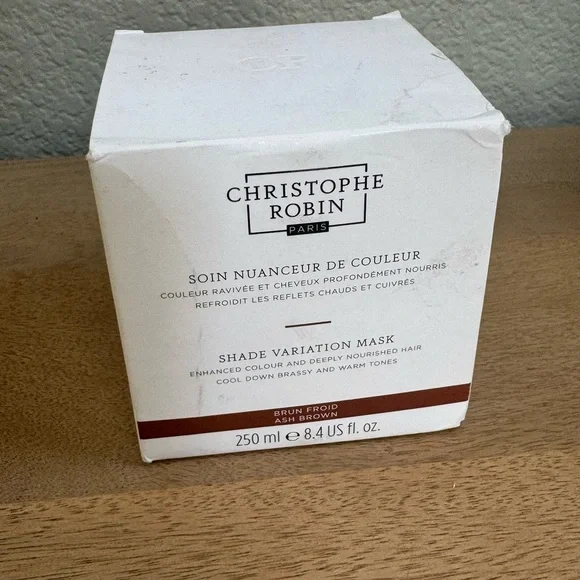 CR
CHRISTOPHE
ROBIN
PARIS
SOIN NUANCEUR DE COULEUR
COULEUR RAVIVÉE ET CHEVEUX PROFONDÉMENT NOURRIS
REFROIDIT LES REFLETS CHAUDS ET CUIVRÉS
SHADE VARIATION MASK
ENHANCED COLOUR AND DEEPLY NOURISHED HAIR
COOL DOWN BRASSY AND WARM TONES
BRUN FROID
ASH BROWN
250 ml ℮ 8.4 US fl. oz.